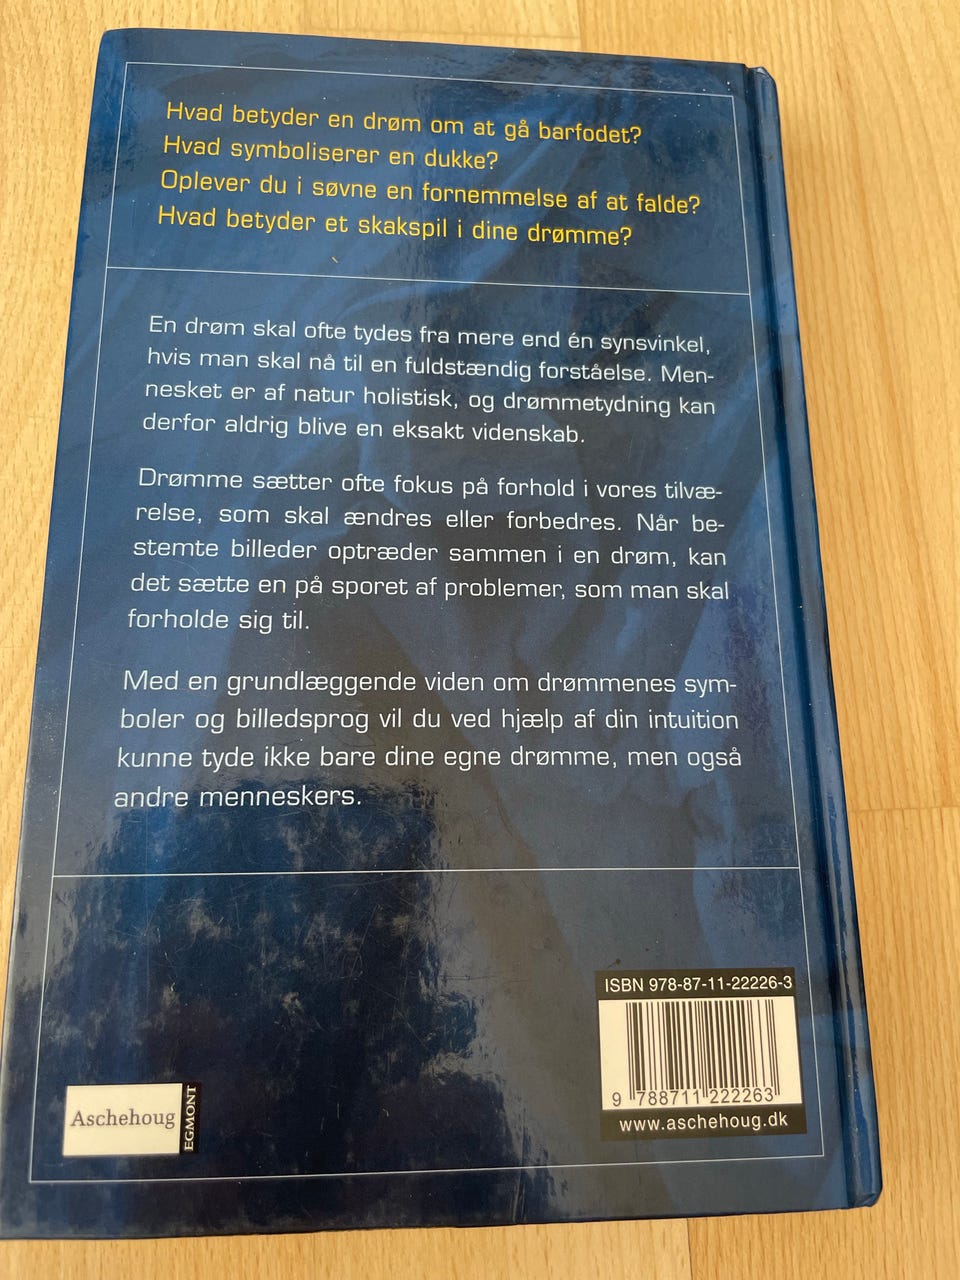 Hvad betyder en drøm om at gå barfodet?
Hvad symboliserer en dukke?
Oplever du i søvne en fornemmelse af at falde?
Hvad betyder et skakspil i dine drømme?
En drøm skal ofte tydes fra mere end én synsvinkel,
hvis man skal nå til en fuldstændig forståelse. Men-
nesket er af natur holistisk, og drømmetydning kan
derfor aldrig blive en eksakt videnskab.
Drømme sætter ofte fokus på forhold i vores tilvæ-
relse, som skal ændres eller forbedres. Når be-
stemte billeder optræder sammen i en drøm, kan
det sætte en på sporet af problemer, som man skal
forholde sig til.
Med en grundlæggende viden om drømmenes sym-
boler og billedsprog vil du ved hjælp af din intuition
kunne tyde ikke bare dine egne drømme, men også
andre menneskers.
ISBN 978-87-11-22226-3
9 788711 222263
www.aschehoug.dk
Aschehoug
EGMONT